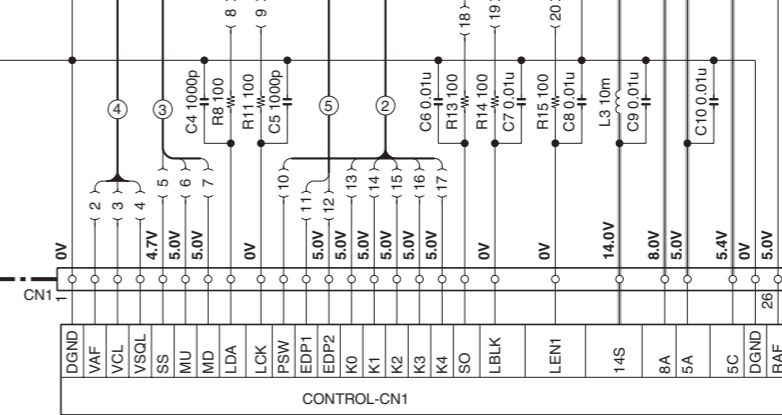 8
9
18
19
20
4
3
5
2
C4 1000p
R8 100
R11 100
C5 1000p
C6 0.01u
R13 100
R14 100
C7 0.01u
R15 100
C8 0.01u
L3 10m
C9 0.01u
C10 0.01u
2
3
4
5
6
7
10
11
12
13
14
15
16
17
0V
4.7V
5.0V
5.0V
0V
5.0V
5.0V
5.0V
5.0V
5.0V
5.0V
0V
0V
14.0V
8.0V
5.0V
5.4V
0V
5.0V
CN1
1
26
DGND
VAF
VCL
VSQL
SS
MU
MD
LDA
LCK
PSW
EDP1
EDP2
K0
K1
K2
K3
K4
SO
LBLK
LEN1
14S
8A
5A
5C
DGND
RAF
CONTROL-CN1